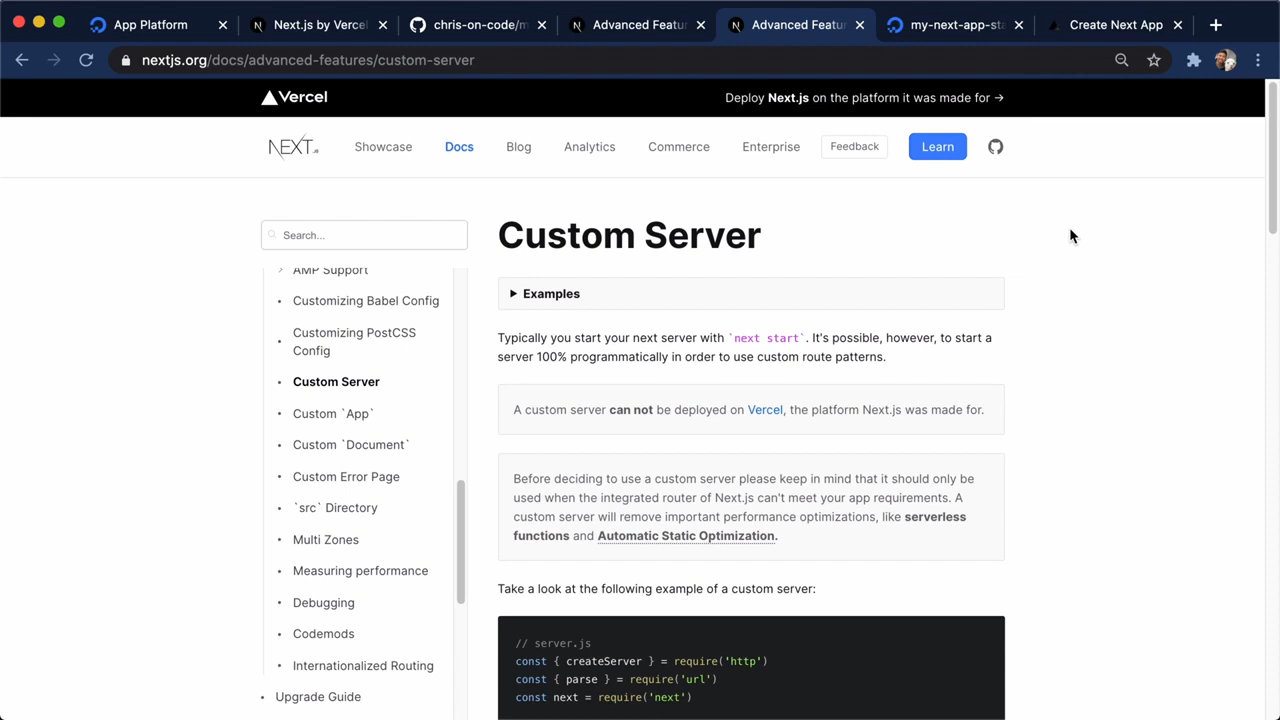 App Platform
Next.js by Vercel
chris-on-code/m
Advanced Featu
Advanced Featu
my-next-app-sta
Create Next App
nextjs.org/docs/advanced-features/custom-server
Vercel
Deploy Next.js on the platform it was made for →
NEXT.JS
Showcase
Docs
Blog
Analytics
Commerce
Enterprise
Feedback
Learn
Search...
AMP Support
Customizing Babel Config
Customizing PostCSS
Config
Custom Server
Custom `App`
Custom `Document`
Custom Error Page
`src` Directory
Multi Zones
Measuring performance
Debugging
Codemods
Internationalized Routing
Upgrade Guide
Custom Server
Examples
Typically you start your next server with `next start`. It's possible, however, to start a
server 100% programmatically in order to use custom route patterns.
A custom server can not be deployed on Vercel, the platform Next.js was made for.
Before deciding to use a custom server please keep in mind that it should only be
used when the integrated router of Next.js can't meet your app requirements. A
custom server will remove important performance optimizations, like serverless
functions and Automatic Static Optimization.
Take a look at the following example of a custom server:
// server.js
const { createServer } = require('http')
const { parse } = require('url')
const next = require('next')